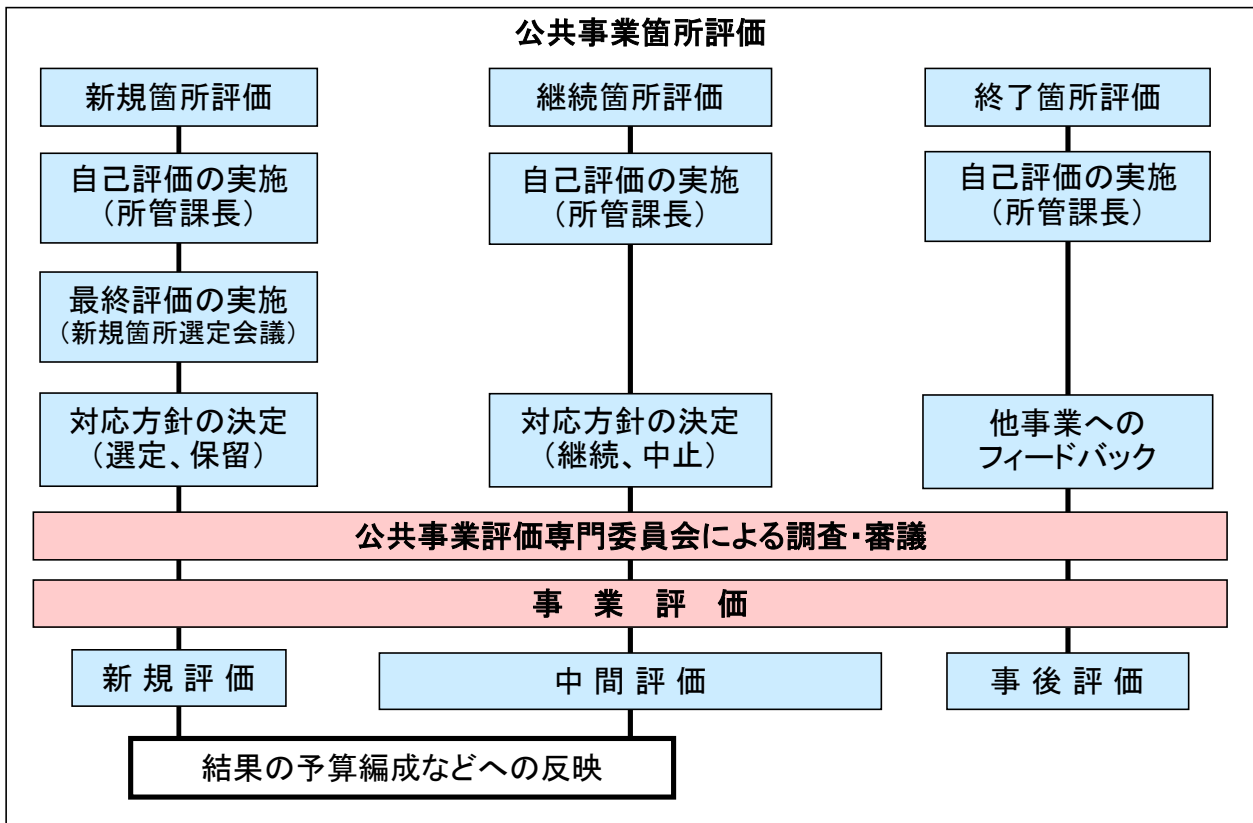 公共事業箇所評価
新規箇所評価
継続箇所評価
終了箇所評価
自己評価の実施
（所管課長）
自己評価の実施
（所管課長）
自己評価の実施
（所管課長）
最終評価の実施
（新規箇所選定会議）
対応方針の決定
（選定、保留）
対応方針の決定
（継続、中止）
他事業への
フィードバック
公共事業評価専門委員会による調査・審議
事 業 評 価
新 規 評 価
中 間 評 価
事 後 評 価
結果の予算編成などへの反映